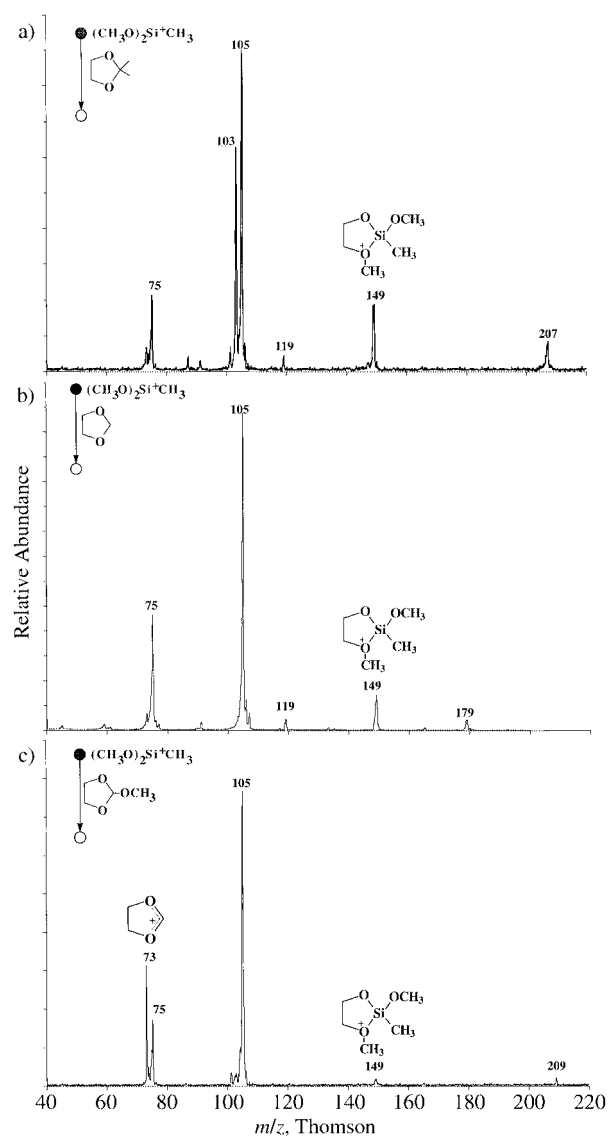 a)
(CH3O)2Si+CH3
O
O
105
103
75
119
149
207
O
Si
OCH3
O+
CH3
CH3
b)
(CH3O)2Si+CH3
O
O
105
75
119
149
179
O
Si
OCH3
O+
CH3
CH3
Relative Abundance
c)
(CH3O)2Si+CH3
O
O
OCH3
105
O
+
O
73
75
149
209
O
Si
OCH3
O+
CH3
CH3
40 60 80 100 120 140 160 180 200 220
m/z, Thomson